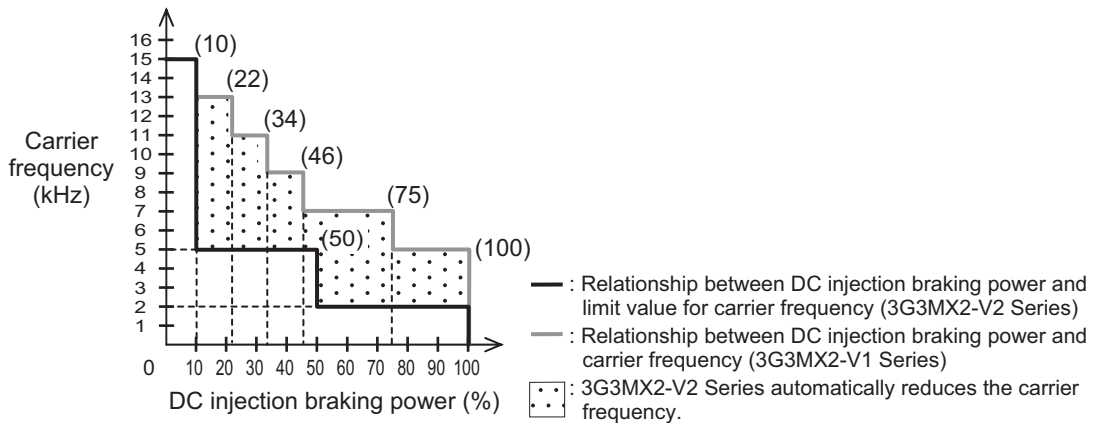 16
15
14
13
12
11
10
9
8
7
6
5
4
3
2
1
0
Carrier
frequency
(kHz)
(10)
(22)
(34)
(46)
(75)
(50)
(100)
10 20 30 40 50 60 70 80 90 100
DC injection braking power (%)
: Relationship between DC injection braking power and
limit value for carrier frequency (3G3MX2-V2 Series)
: Relationship between DC injection braking power and
carrier frequency (3G3MX2-V1 Series)
: 3G3MX2-V2 Series automatically reduces the carrier
frequency.